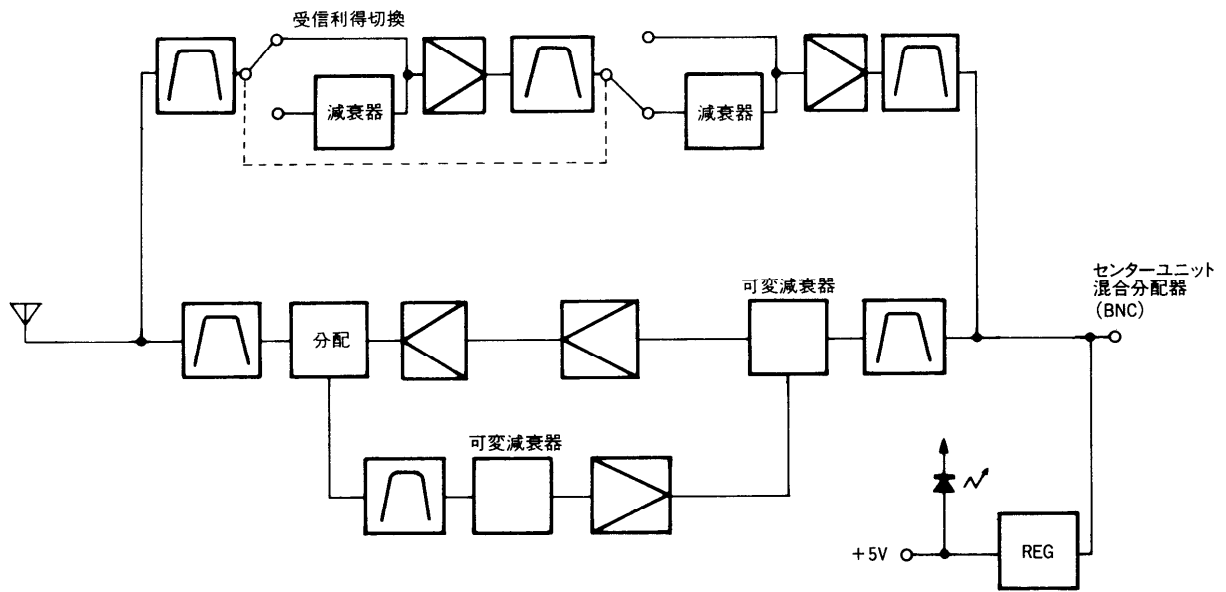 受信利得切換
減衰器
減衰器
センターユニット
混合分配器
(BNC)
可変減衰器
分配
可変減衰器
+5V
REG